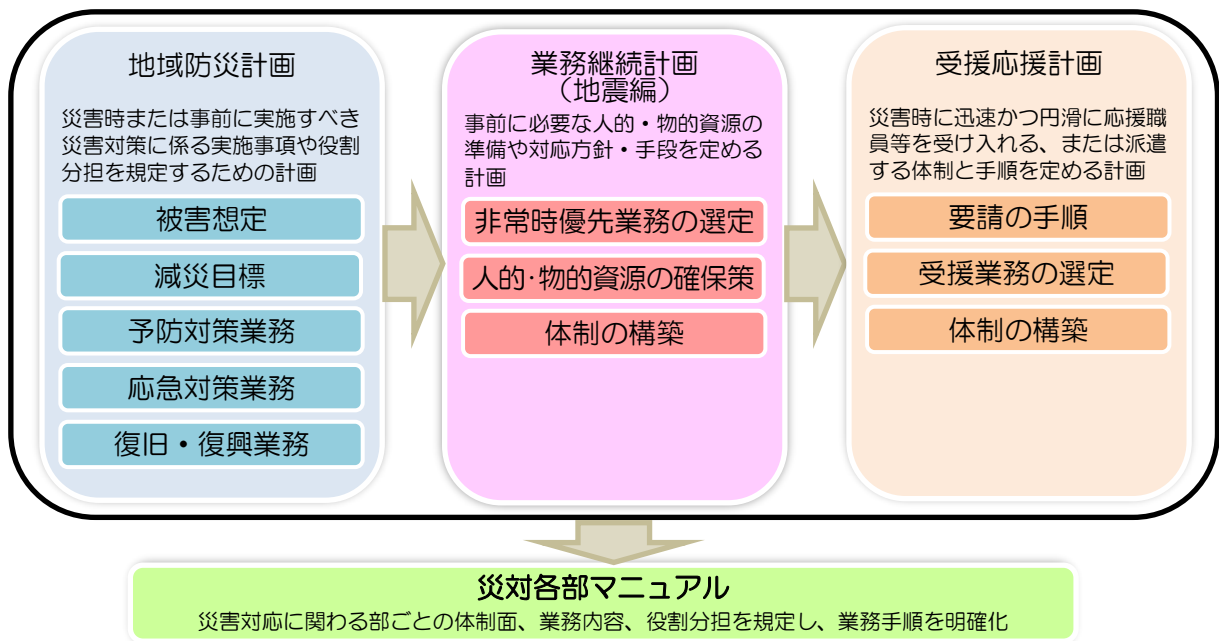 地域防災計画
災害時または事前に実施すべき
災害対策に係る実施事項や役割
分担を規定するための計画
被害想定
減災目標
予防対策業務
応急対策業務
復旧・復興業務
業務継続計画
（地震編）
事前に必要な人的・物的資源の
準備や対応方針・手段を定める
計画
非常時優先業務の選定
人的･物的資源の確保策
体制の構築
受援応援計画
災害時に迅速かつ円滑に応援職
員等を受け入れる、または派遣
する体制と手順を定める計画
要請の手順
受援業務の選定
体制の構築
災対各部マニュアル
災害対応に関わる部ごとの体制面、業務内容、役割分担を規定し、業務手順を明確化